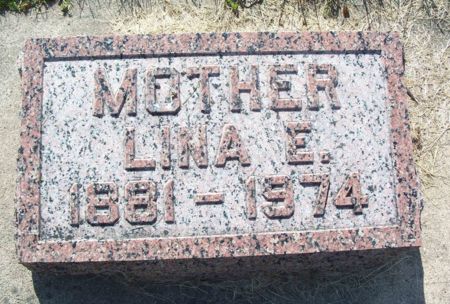 MOTHER
LINA E.
1881 - 1974